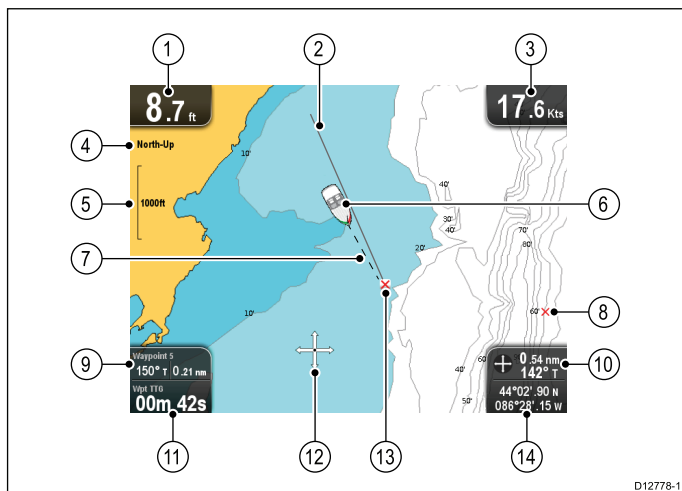 1
2
3
8.7 ft
17.6 Kts
4
North-Up
10'
5
1000ft
6
40'
30'
40'
70'
80'
20'
7
10'
60'
8
9
Waypoint 5
150° T 0.21 nm
Wpt TTG
00m 42s
60'
0.54 nm
142° T
10
40'
44°02'.90 N
086°28'.15 W
50'
11
12
13
14
D12778-1